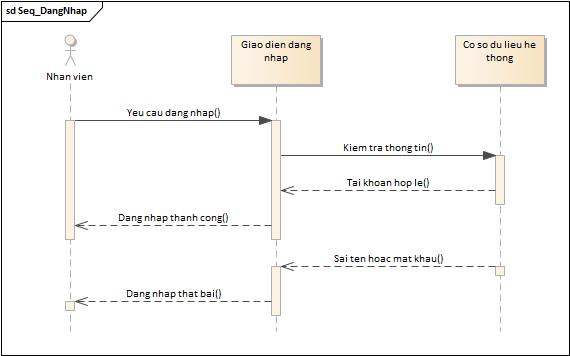 sd Seq_DangNhap
Nhan vien
Giao dien dang
nhap
Co so du lieu he
thong
Yeu cau dang nhap()
Kiem tra thong tin()
Tai khoan hop le()
Dang nhap thanh cong()
Sai ten hoac mat khau()
Dang nhap that bai()